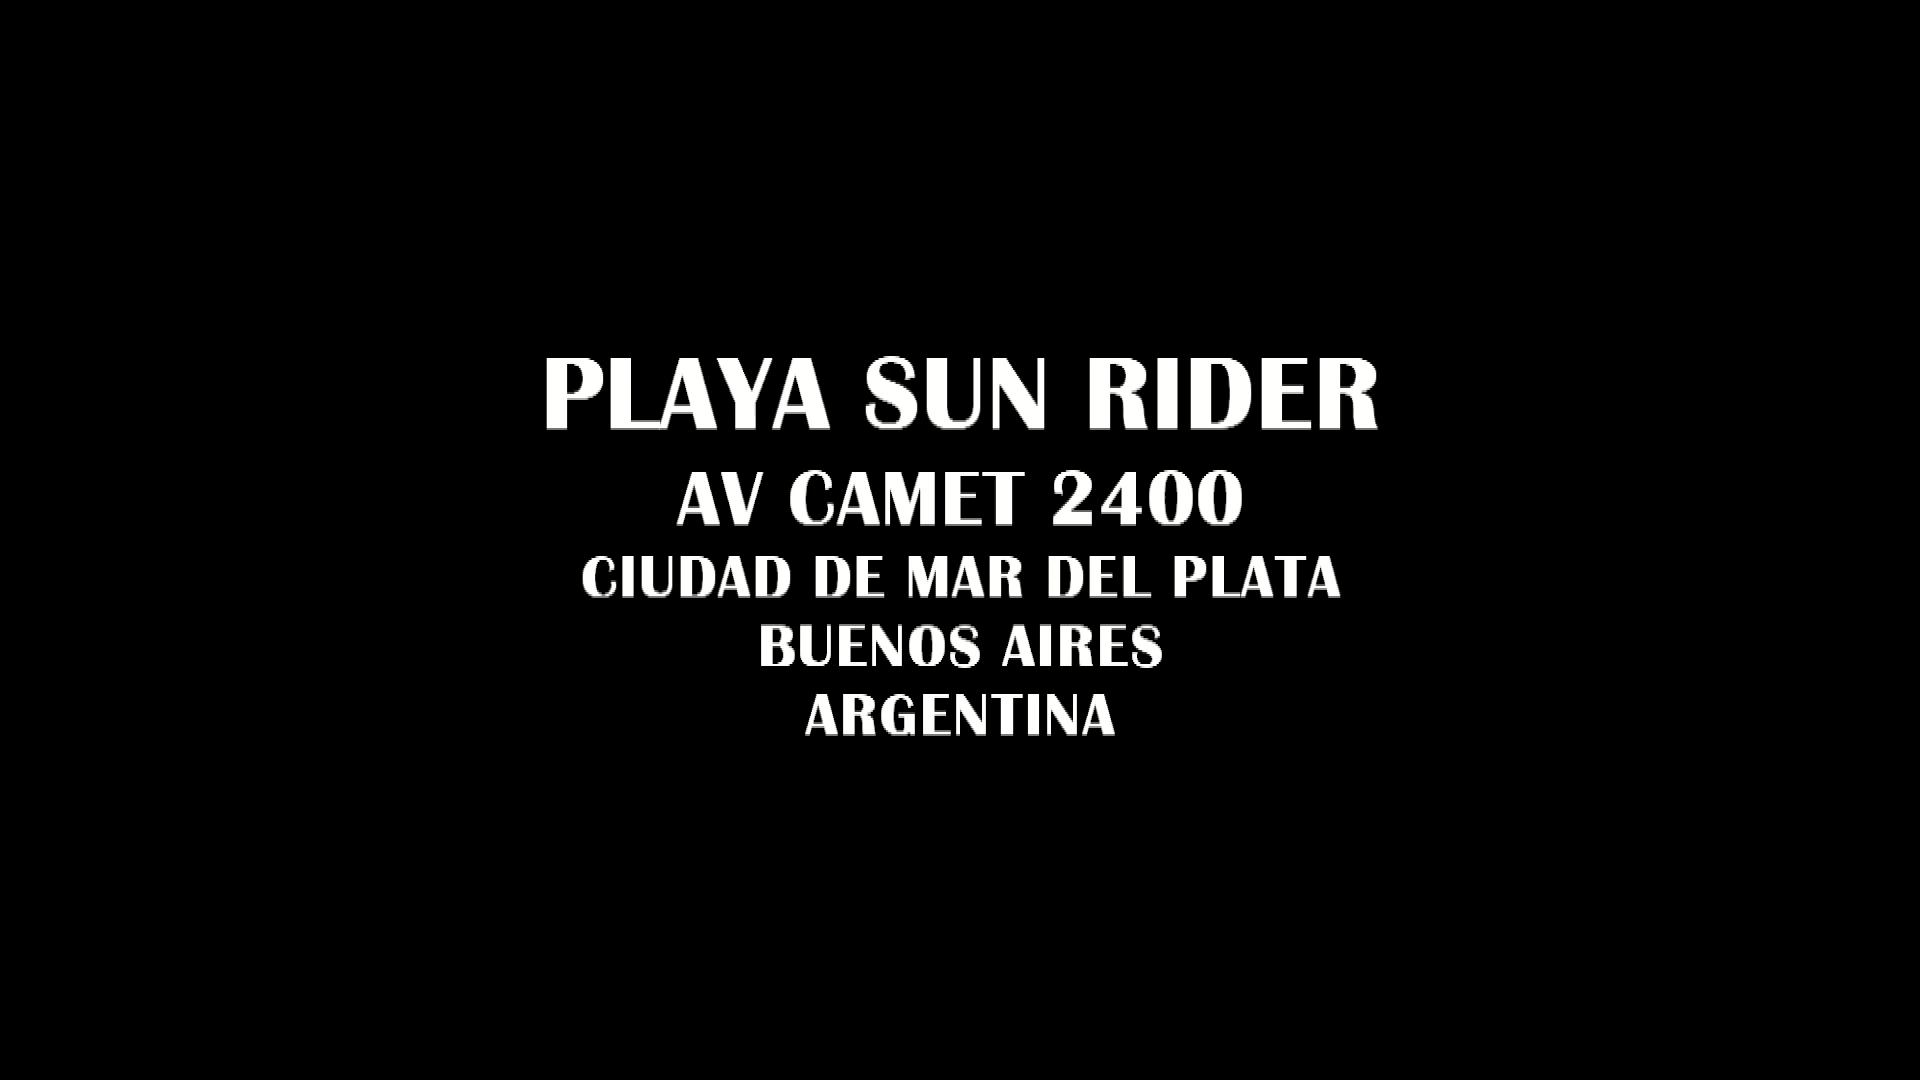 PLAYA SUN RIDER
AV CAMET 2400
CIUDAD DE MAR DEL PLATA
BUENOS AIRES
ARGENTINA